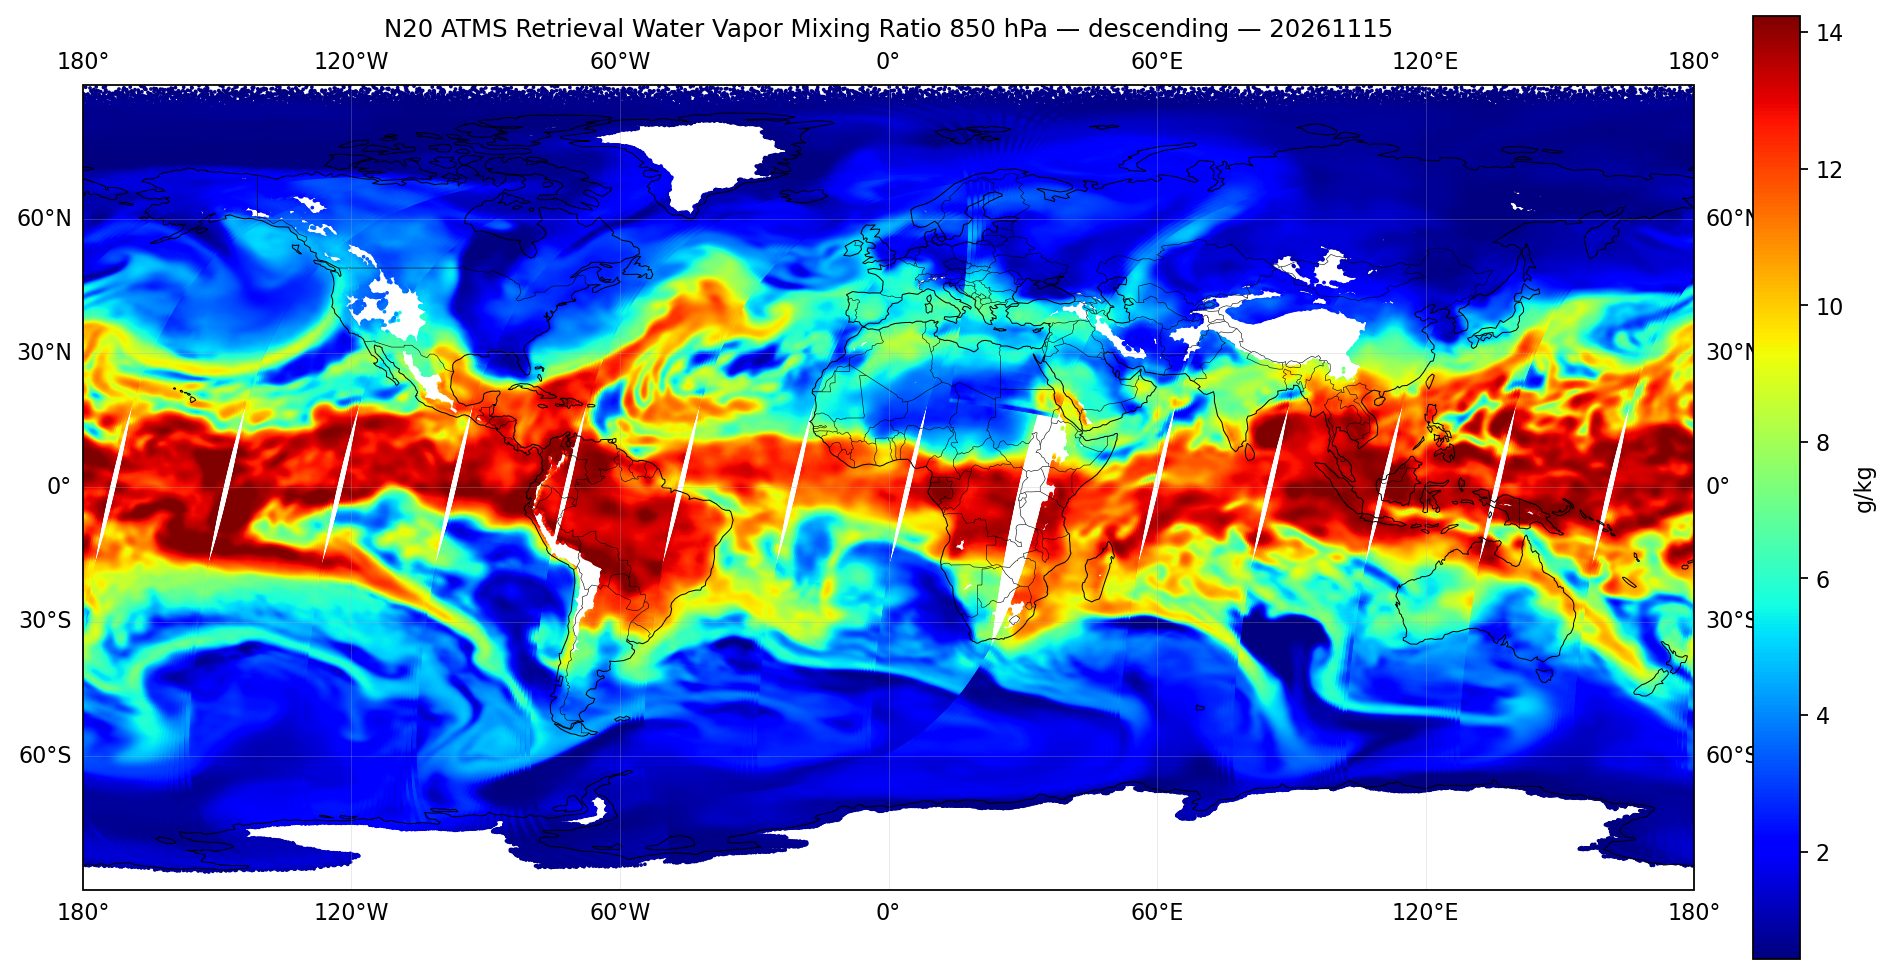 N20 ATMS Retrieval Water Vapor Mixing Ratio 850 hPa — descending — 20261115
180° 120°W 60°W 0° 60°E 120°E 180°
60°N 60°N
30°N 30°N
0° 0°
30°S 30°S
60°S 60°S
180° 120°W 60°W 0° 60°E 120°E 180°
14
12
10
8
6
4
2
g/kg